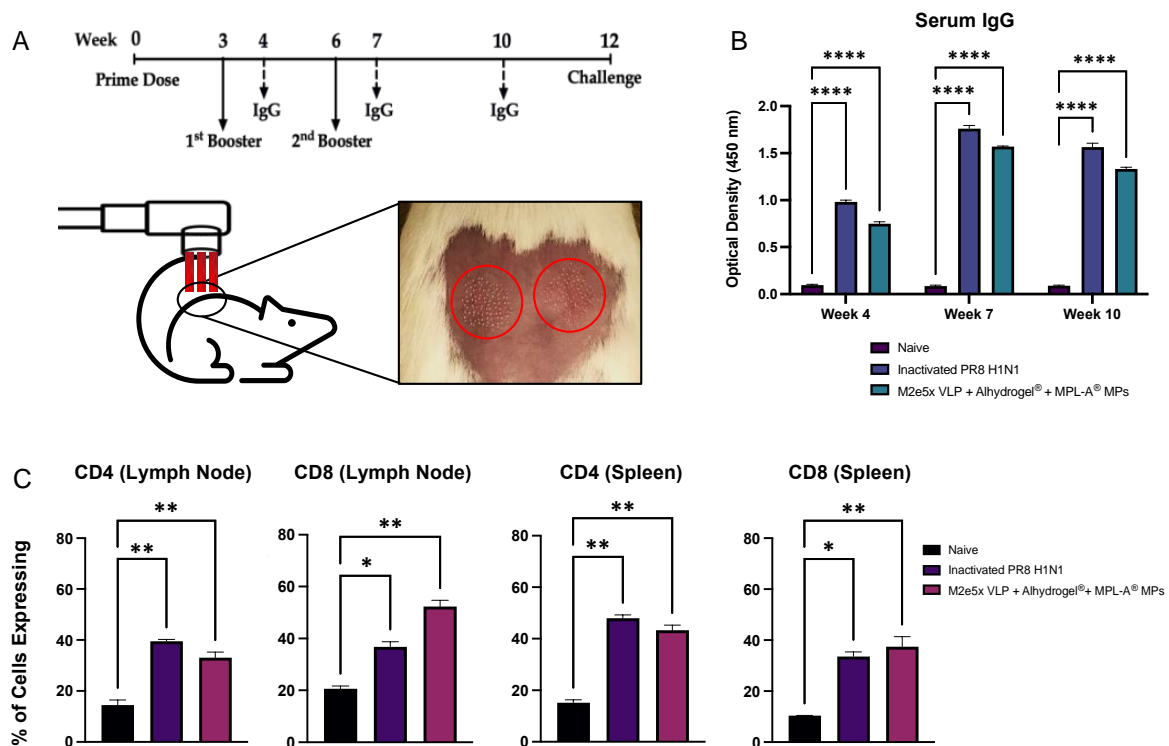 A
Week 0 3 4 6 7 10 12
Prime Dose
Challenge
IgG IgG IgG
1st Booster 2nd Booster
B
Serum IgG
**** **** ****
**** **** ****
Optical Density (450 nm)
2.0
1.5
1.0
0.5
0.0
Week 4 Week 7 Week 10
Naive
Inactivated PR8 H1N1
M2e5x VLP + Alhydrogel® + MPL-A® MPs
C
CD4 (Lymph Node)
% of Cells Expressing
80
60
40
20
0
**
**
CD8 (Lymph Node)
80
60
40
20
0
**
*
CD4 (Spleen)
80
60
40
20
0
**
**
CD8 (Spleen)
80
60
40
20
0
**
*
Naive
Inactivated PR8 H1N1
M2e5x VLP + Alhydrogel®+ MPL-A® MPs